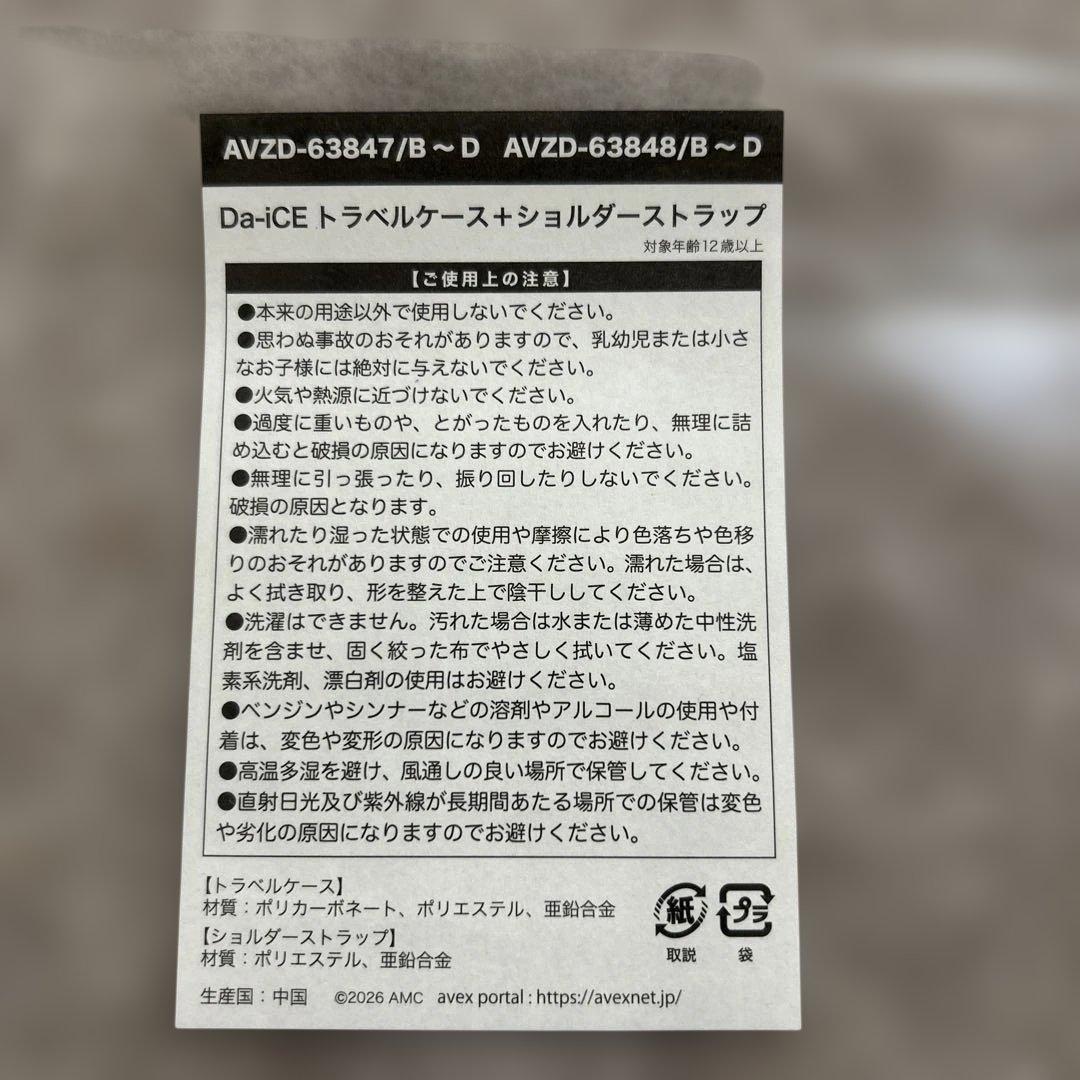 AVZD-63847/B～D AVZD-63848/B～D
Da-iCE トラベルケース＋ショルダーストラップ
対象年齢12歳以上
【ご使用上の注意】
●本来の用途以外で使用しないでください。
●思わぬ事故のおそれがありますので、乳幼児または小さ
なお子様には絶対に与えないでください。
●火気や熱源に近づけないでください。
●過度に重いものや、とがったものを入れたり、無理に詰
め込むと破損の原因になりますのでお避けください。
●無理に引っ張ったり、振り回したりしないでください。
破損の原因となります。
●濡れたり湿った状態での使用や摩擦により色落ちや色移
りのおそれがありますのでご注意ください。濡れた場合は、
よく拭き取り、形を整えた上で陰干ししてください。
●洗濯はできません。汚れた場合は水または薄めた中性洗
剤を含ませ、固く絞った布でやさしく拭いてください。塩
素系洗剤、漂白剤の使用はお避けください。
●ベンジンやシンナーなどの溶剤やアルコールの使用や付
着は、変色や変形の原因になりますのでお避けください。
●高温多湿を避け、風通しの良い場所で保管してください。
●直射日光及び紫外線が長期間あたる場所での保管は変色
や劣化の原因になりますのでお避けください。
【トラベルケース】
材質：ポリカーボネート、ポリエステル、亜鉛合金
【ショルダーストラップ】
材質：ポリエステル、亜鉛合金
紙 プラ
取説 袋
生産国：中国 ©2026 AMC avex portal : https://avexnet.jp/